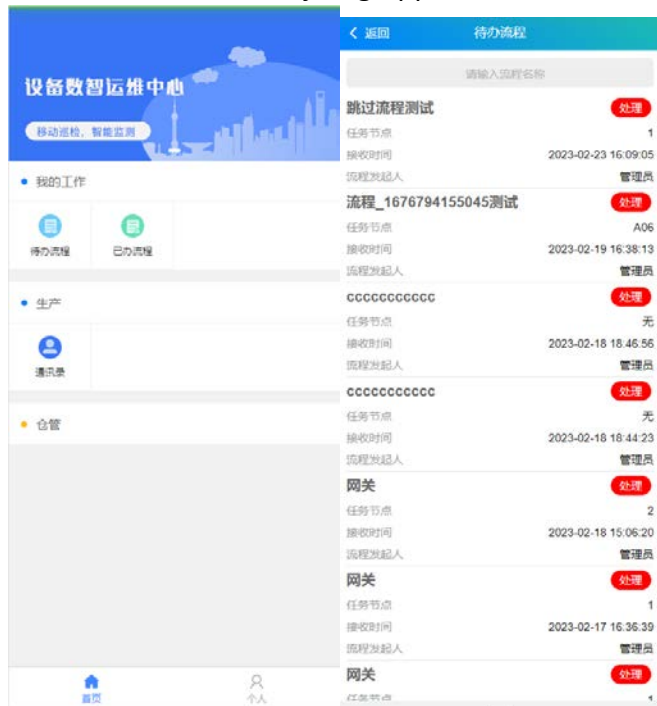 设备数智运维中心
移动巡检，智能监测
我的工作
待办流程
已办流程
生产
通讯录
仓管
首页
个人
返回
待办流程
请输入流程名称
跳过流程测试 处理
任务节点 1
接收时间 2023-02-23 16:09:05
流程发起人 管理员
流程_1676794155045测试 处理
任务节点 A06
接收时间 2023-02-19 16:38:13
流程发起人 管理员
ccccccccccc 处理
任务节点 无
接收时间 2023-02-18 18:46:56
流程发起人 管理员
ccccccccccc 处理
任务节点 无
接收时间 2023-02-18 18:44:23
流程发起人 管理员
网关 处理
任务节点 2
接收时间 2023-02-18 15:06:20
流程发起人 管理员
网关 处理
任务节点 1
接收时间 2023-02-17 16:36:39
流程发起人 管理员
网关 处理
任务节点 1